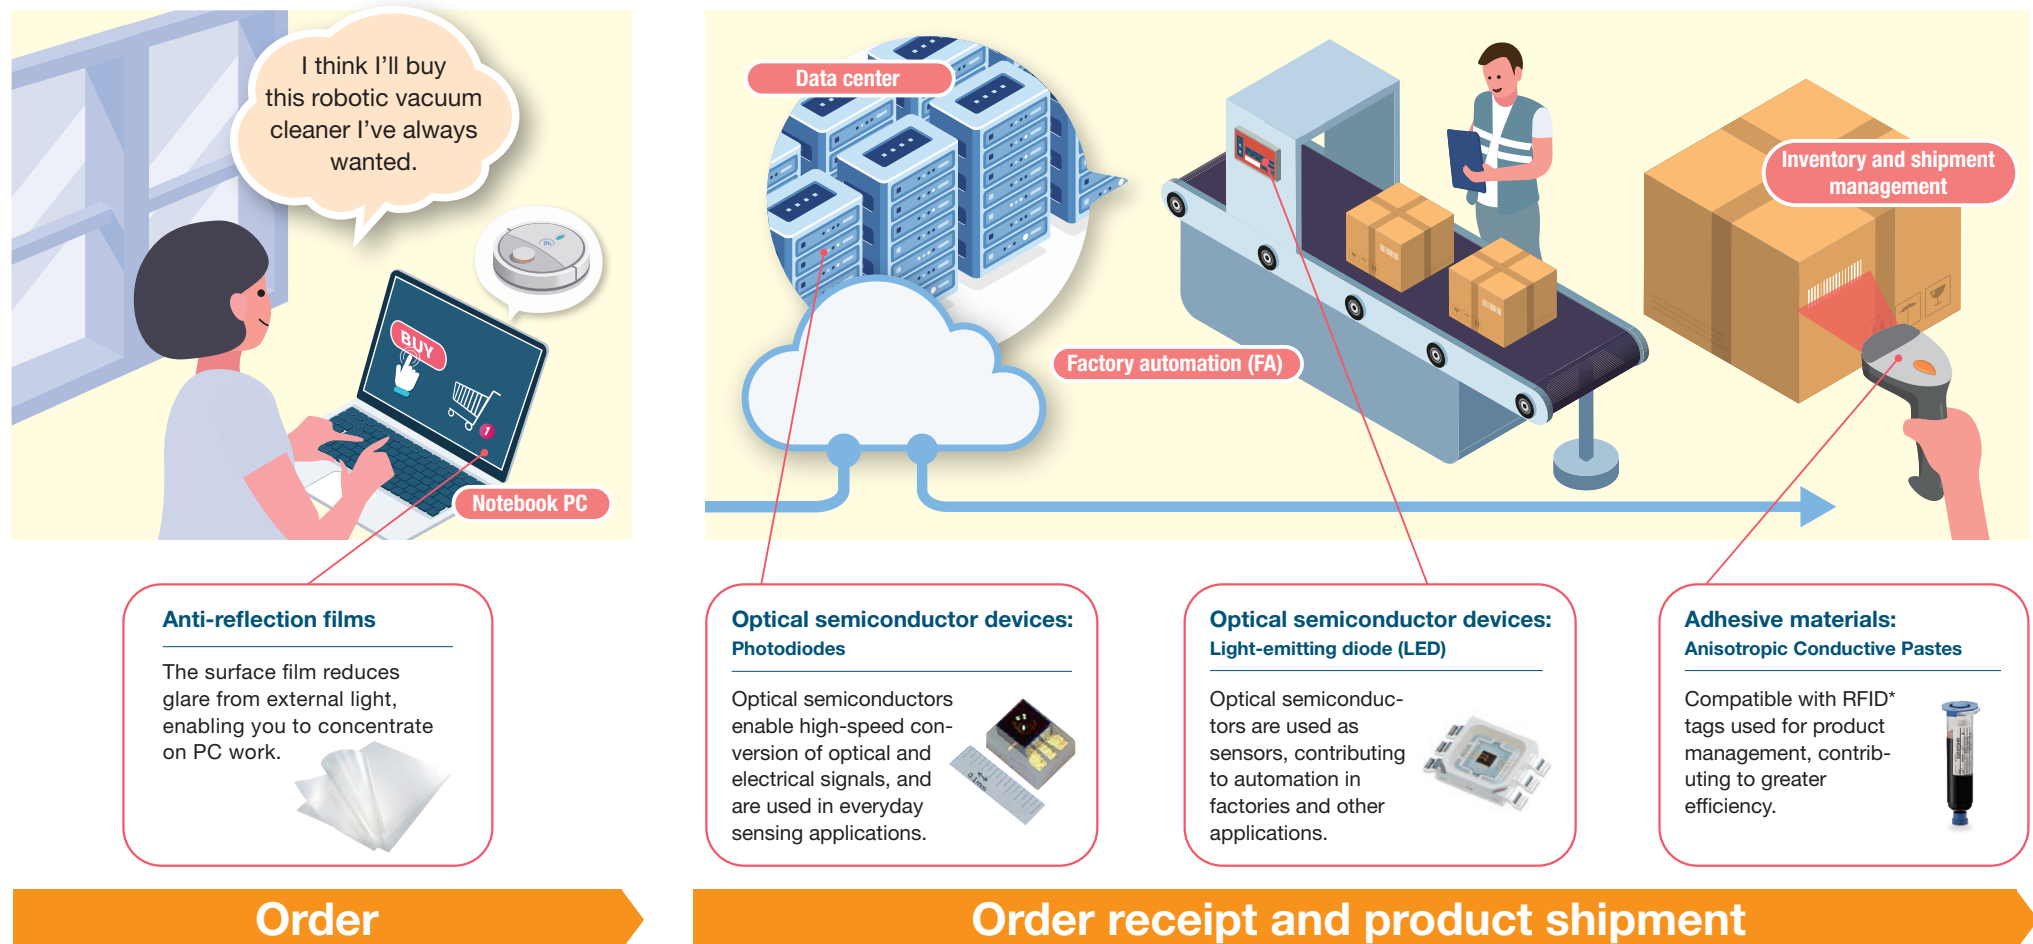 I think I'll buy
this robotic vacuum
cleaner I've always
wanted.
BUY
1
Notebook PC
Data center
Factory automation (FA)
Inventory and shipment
management
Anti-reflection films
The surface film reduces
glare from external light,
enabling you to concentrate
on PC work.
Optical semiconductor devices:
Photodiodes
Optical semiconductors
enable high-speed con-
version of optical and
electrical signals, and
are used in everyday
sensing applications.
0.1mm
Optical semiconductor devices:
Light-emitting diode (LED)
Optical semiconduc-
tors are used as
sensors, contributing
to automation in
factories and other
applications.
Adhesive materials:
Anisotropic Conductive Pastes
Compatible with RFID*
tags used for product
management, contrib-
uting to greater
efficiency.
Order
Order receipt and product shipment